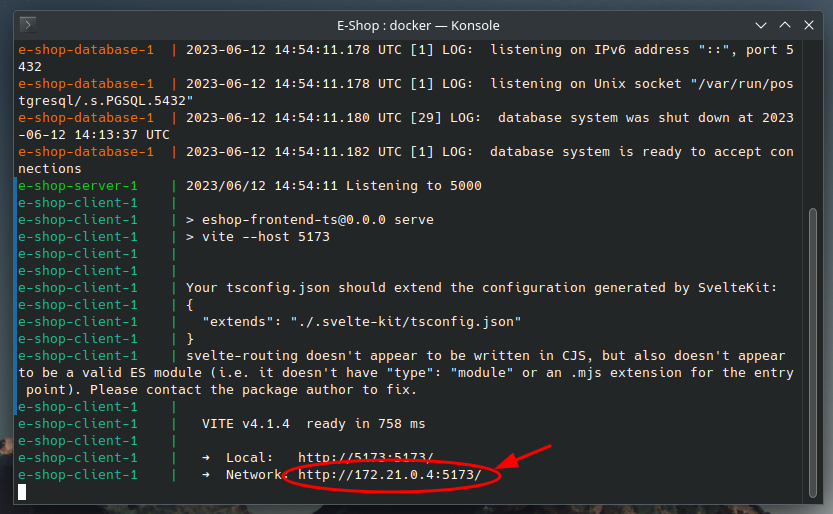 E-Shop : docker — Konsole
e-shop-database-1  | 2023-06-12 14:54:11.178 UTC [1] LOG:  listening on IPv6 address "::", port 5
432
e-shop-database-1  | 2023-06-12 14:54:11.178 UTC [1] LOG:  listening on Unix socket "/var/run/pos
tgresql/.s.PGSQL.5432"
e-shop-database-1  | 2023-06-12 14:54:11.180 UTC [29] LOG:  database system was shut down at 2023
-06-12 14:13:37 UTC
e-shop-database-1  | 2023-06-12 14:54:11.182 UTC [1] LOG:  database system is ready to accept con
nections
e-shop-server-1    | 2023/06/12 14:54:11 Listening to 5000
e-shop-client-1    |
e-shop-client-1    | > eshop-frontend-ts@0.0.0 serve
e-shop-client-1    | > vite --host 5173
e-shop-client-1    |
e-shop-client-1    |
e-shop-client-1    | Your tsconfig.json should extend the configuration generated by SvelteKit:
e-shop-client-1    | {
e-shop-client-1    |   "extends": "./.svelte-kit/tsconfig.json"
e-shop-client-1    | }
e-shop-client-1    | svelte-routing doesn't appear to be written in CJS, but also doesn't appear
to be a valid ES module (i.e. it doesn't have "type": "module" or an .mjs extension for the entry
 point). Please contact the package author to fix.
e-shop-client-1    |
e-shop-client-1    |   VITE v4.1.4  ready in 758 ms
e-shop-client-1    |
e-shop-client-1    |   ➜  Local:   http://5173:5173/
e-shop-client-1    |   ➜  Network: http://172.21.0.4:5173/